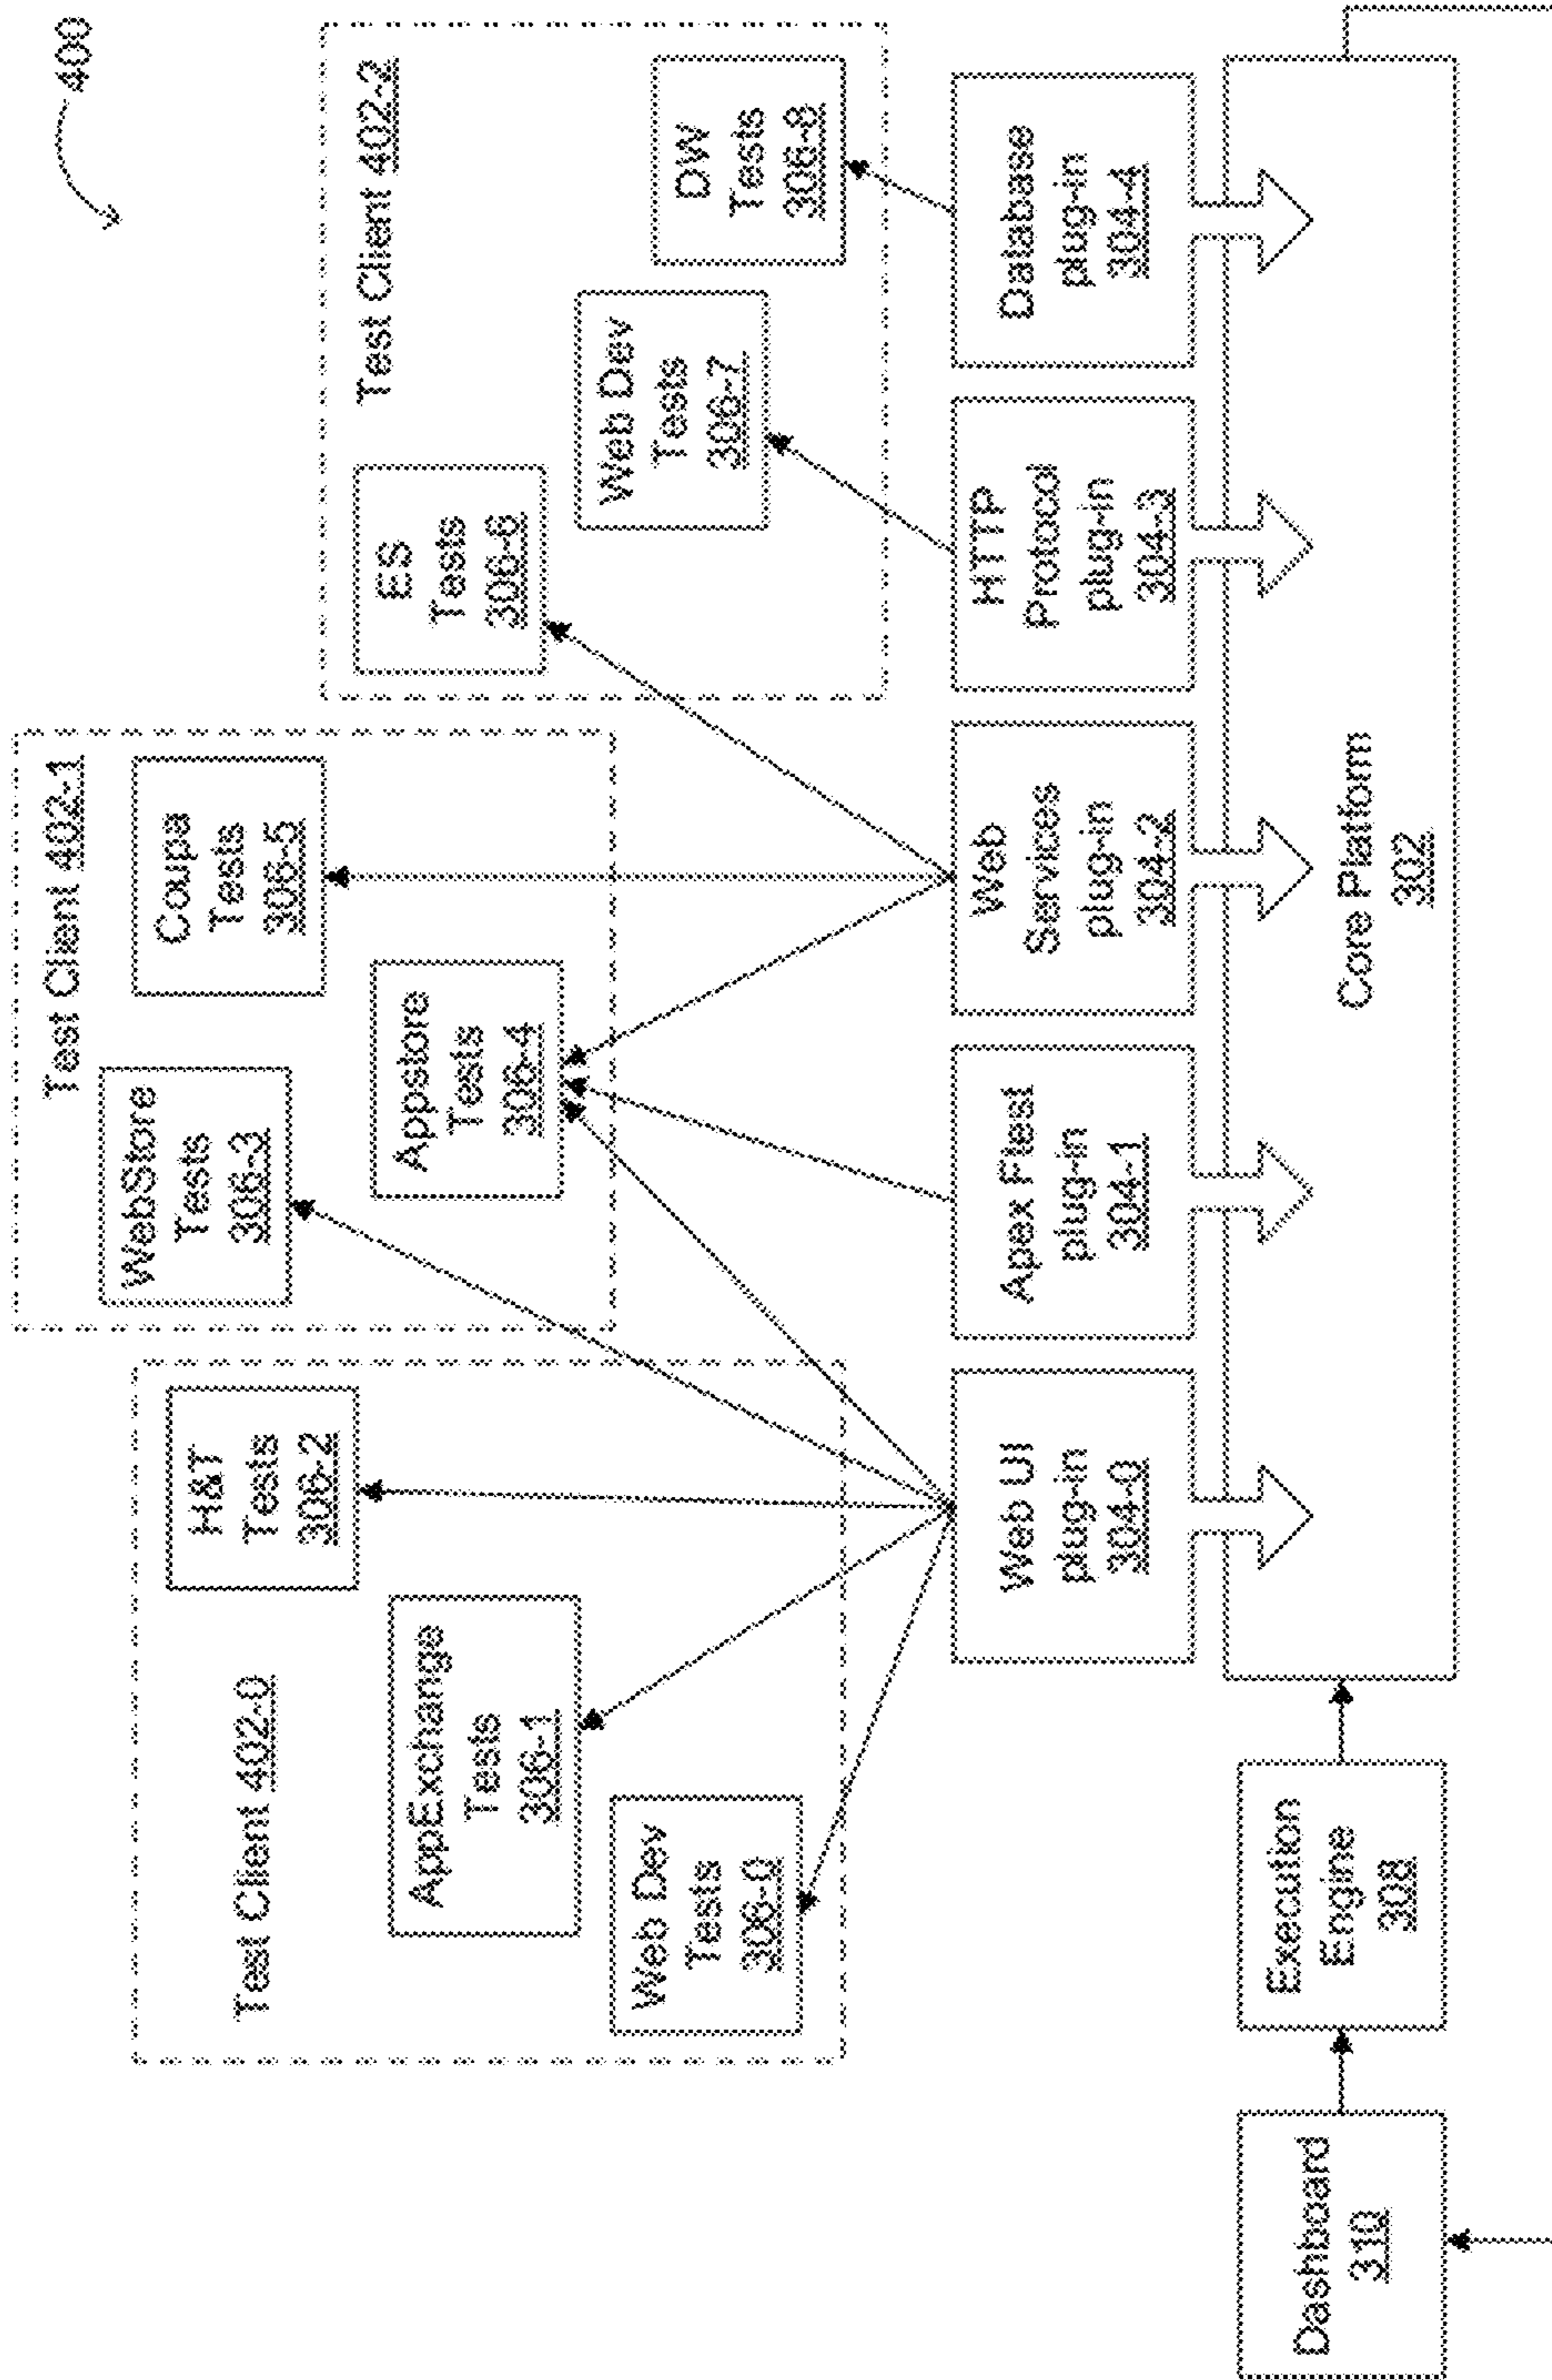 400
Test Client 402-0
Web Dev
Tests
306-0
AppExchange
Tests
306-1
H&T
Tests
306-2
Test Client 402-1
WebStore
Tests
306-3
Appstore
Tests
306-4
Coupa
Tests
306-5
Test Client 402-2
ES
Tests
306-6
Web Dev
Tests
306-7
DW
Tests
306-8
Web UI
plug-in
304-0
Apex Ftest
plug-in
304-1
Web
Services
plug-in
304-2
HTTP
Protocol
plug-in
304-3
Database
plug-in
304-4
Dashboard
310
Execution
Engine
308
Core Platform
302